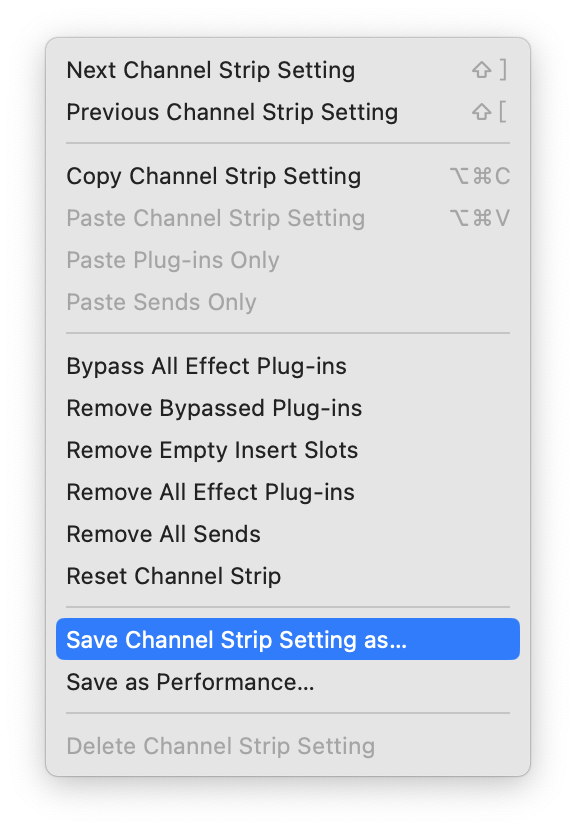 Next Channel Strip Setting ⇧ ]
Previous Channel Strip Setting ⇧ [
Copy Channel Strip Setting ⌥⌘C
Paste Channel Strip Setting ⌥⌘V
Paste Plug-ins Only
Paste Sends Only
Bypass All Effect Plug-ins
Remove Bypassed Plug-ins
Remove Empty Insert Slots
Remove All Effect Plug-ins
Remove All Sends
Reset Channel Strip
Save Channel Strip Setting as...
Save as Performance...
Delete Channel Strip Setting